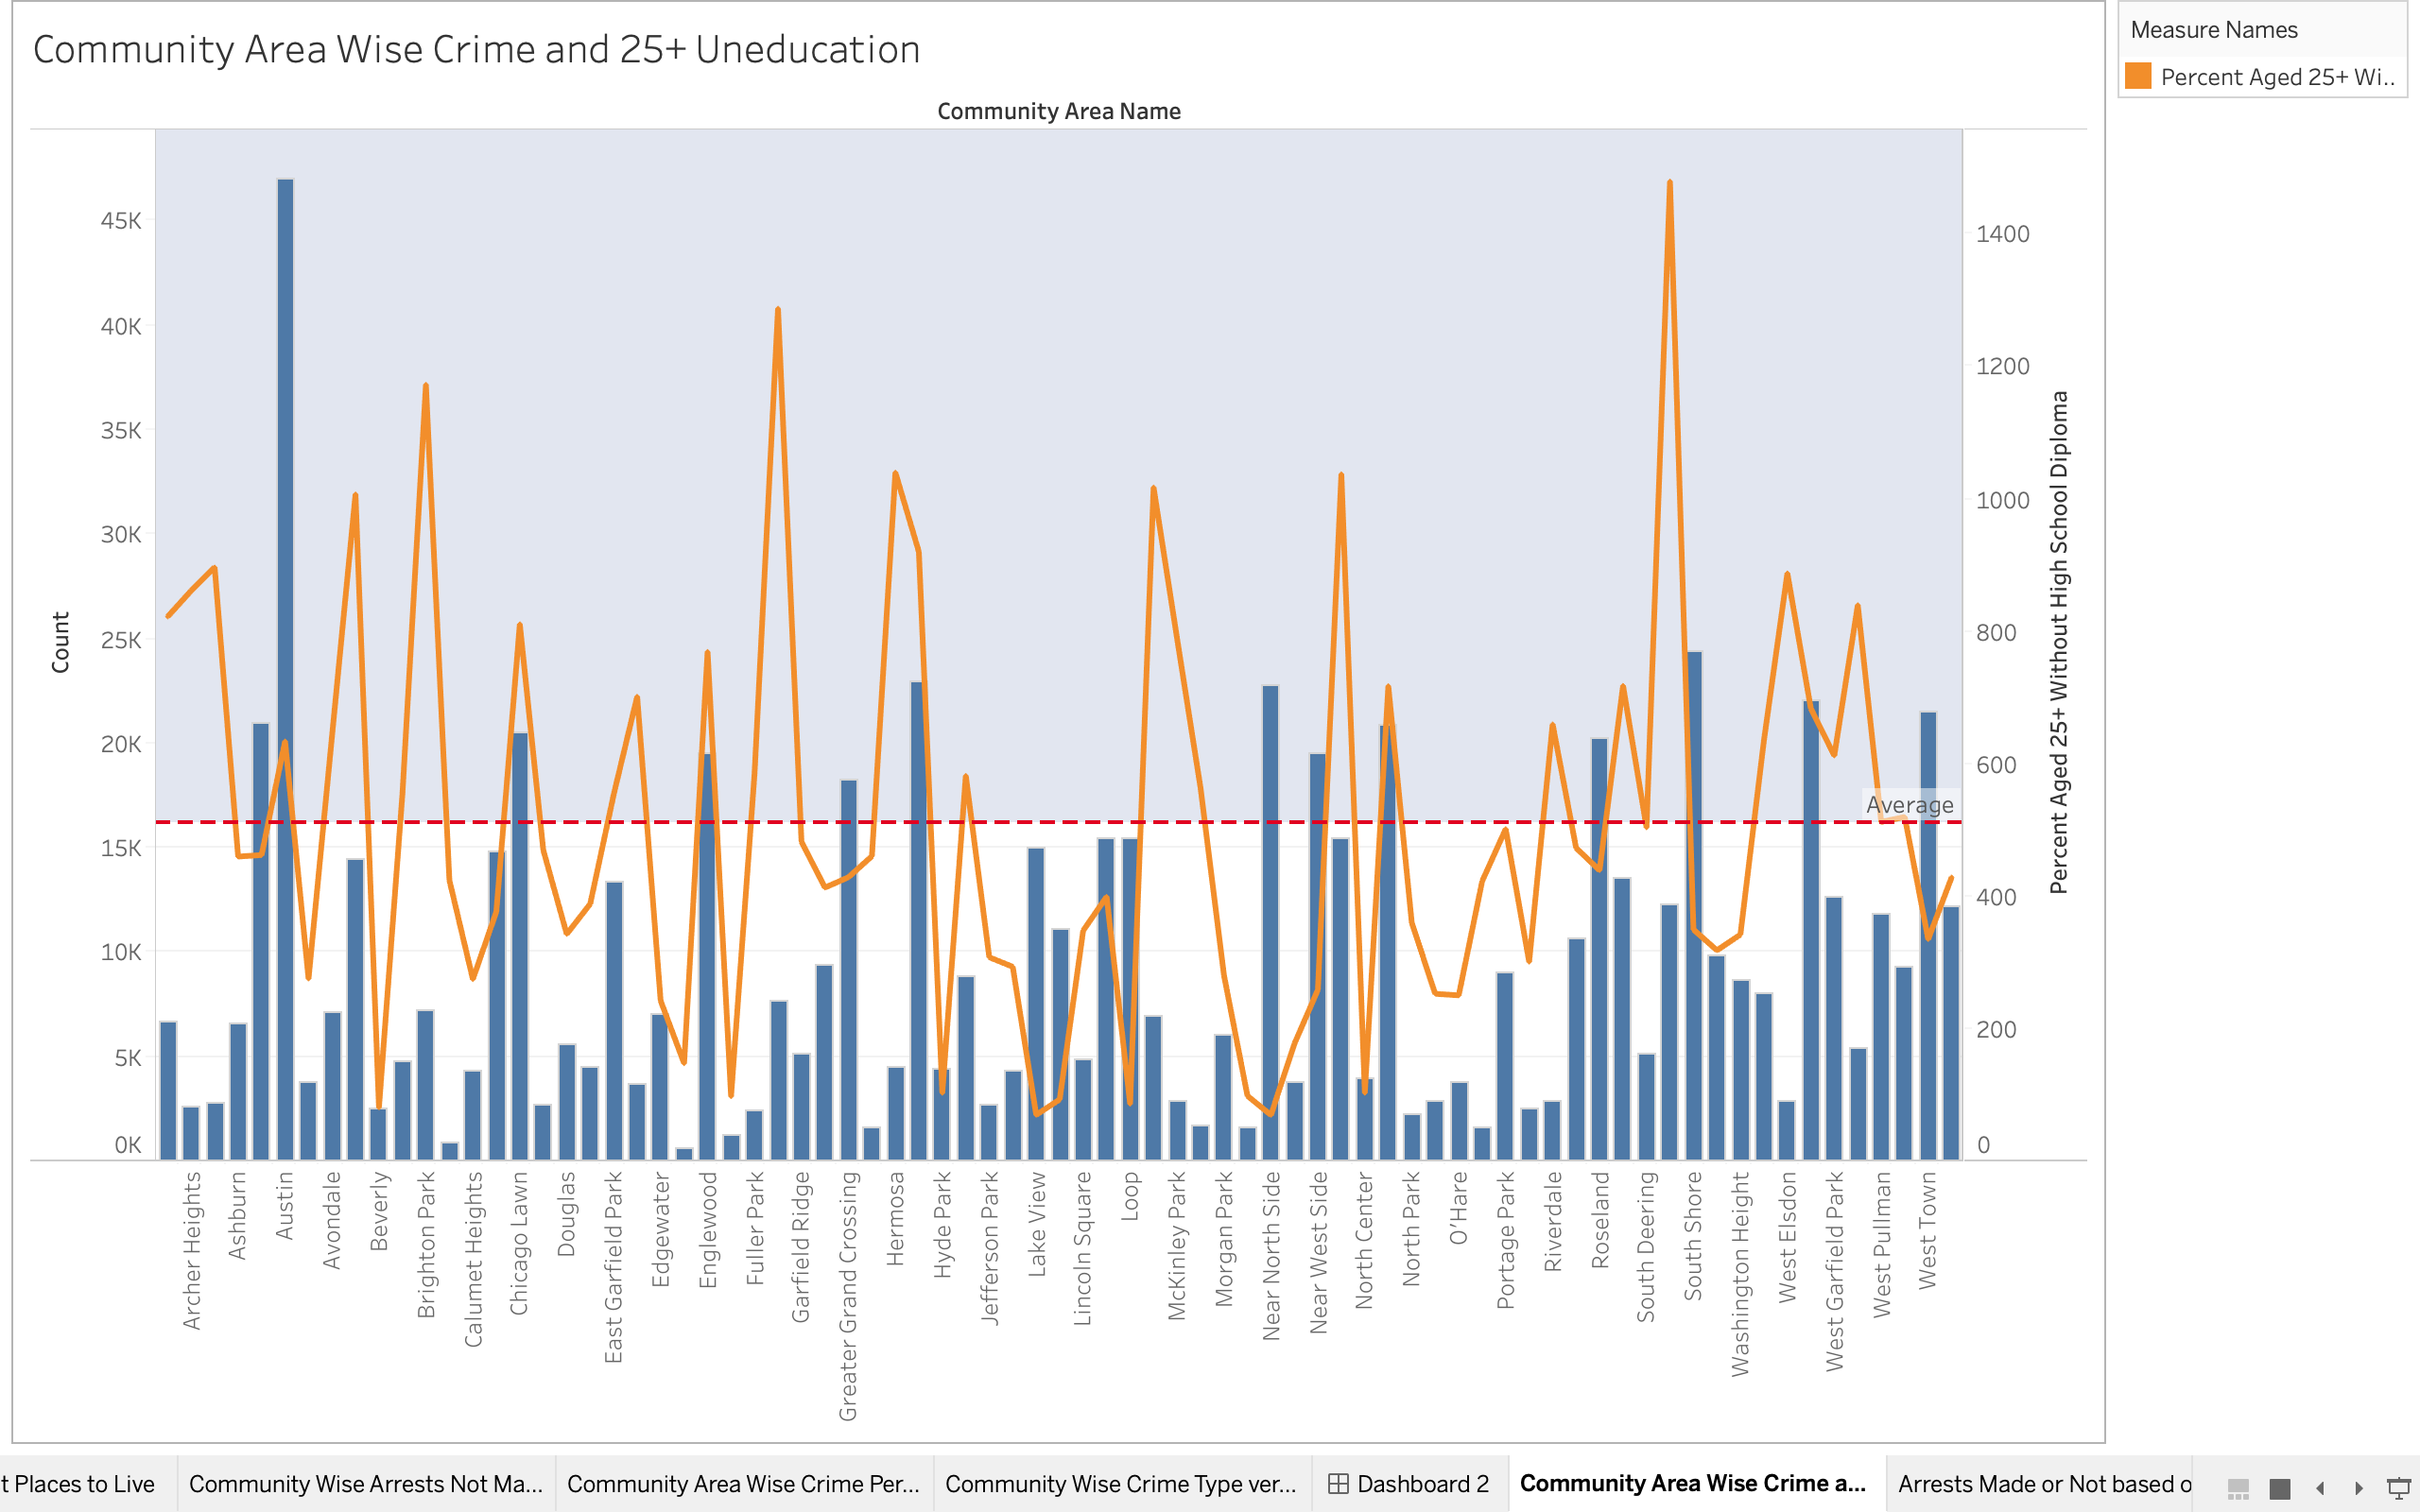 Community Area Wise Crime and 25+ Uneducation
Measure Names
Percent Aged 25+ Wi..
Community Area Name
45K
40K
35K
30K
25K
20K
15K
10K
5K
0K
Count
1400
1200
1000
800
600
400
200
0
Percent Aged 25+ Without High School Diploma
Average
Archer Heights
Ashburn
Austin
Avondale
Beverly
Brighton Park
Calumet Heights
Chicago Lawn
Douglas
East Garfield Park
Edgewater
Englewood
Fuller Park
Garfield Ridge
Greater Grand Crossing
Hermosa
Hyde Park
Jefferson Park
Lake View
Lincoln Square
Loop
McKinley Park
Morgan Park
Near North Side
Near West Side
North Center
North Park
O'Hare
Portage Park
Riverdale
Roseland
South Deering
South Shore
Washington Height
West Elsdon
West Garfield Park
West Pullman
West Town
t Places to Live
Community Wise Arrests Not Ma...
Community Area Wise Crime Per...
Community Wise Crime Type ver...
Dashboard 2
Community Area Wise Crime a...
Arrests Made or Not based o